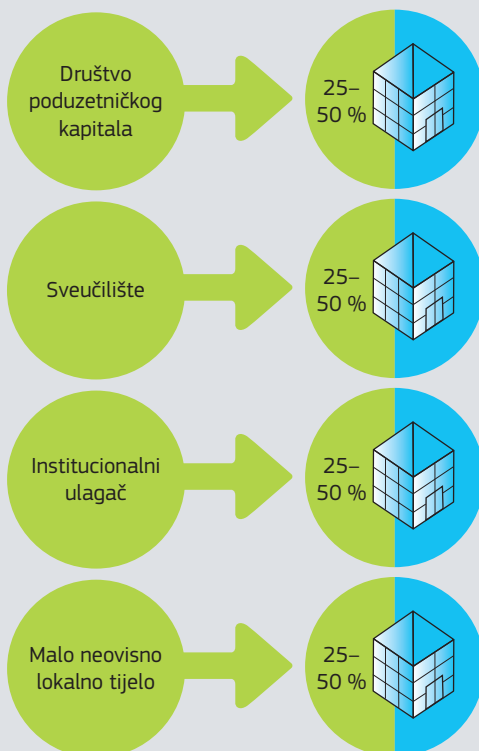 Društvo
poduzetničkog
kapitala
25–
50 %
Sveučilište
25–
50 %
Institucionalni
ulagač
25–
50 %
Malo neovisno
lokalno tijelo
25–
50 %